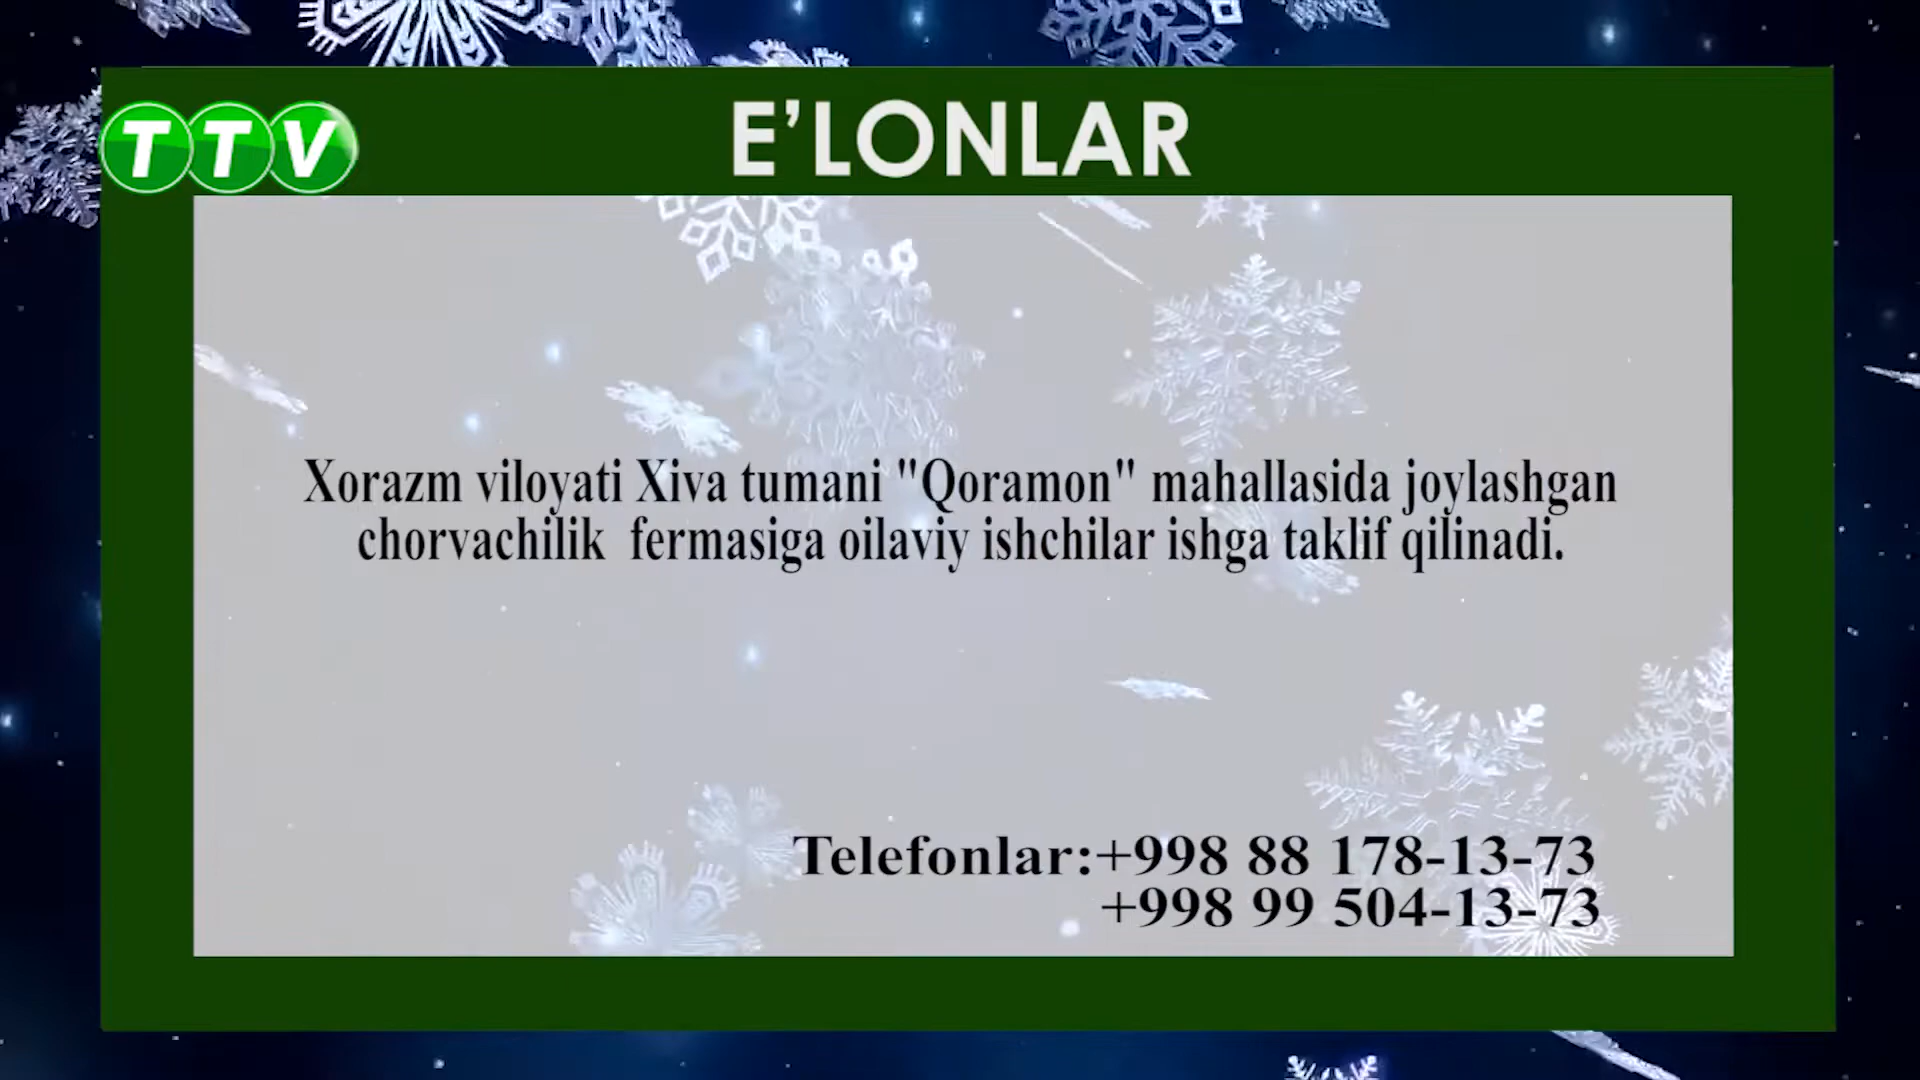 TTV
E’LONLAR
Xorazm viloyati Xiva tumani "Qoramon" mahallasida joylashgan
chorvachilik fermasiga oilaviy ishchilar ishga taklif qilinadi.
Telefonlar:+998 88 178-13-73
+998 99 504-13-73